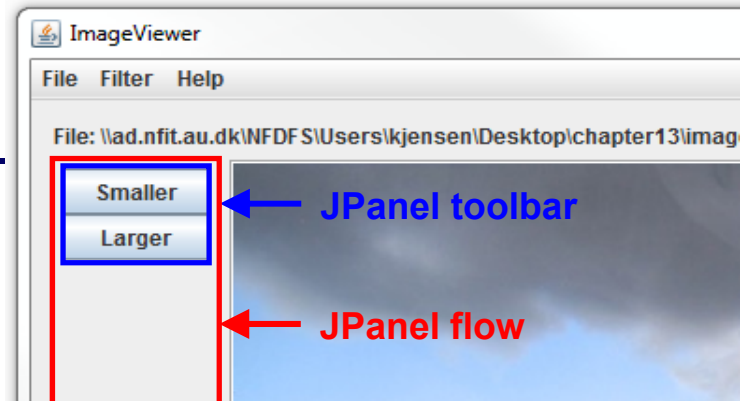 ImageViewer
File Filter Help
File: \\ad.nfit.au.dk\NFDFS\Users\kjensen\Desktop\chapter13\imag
Smaller
JPanel toolbar
Larger
JPanel flow